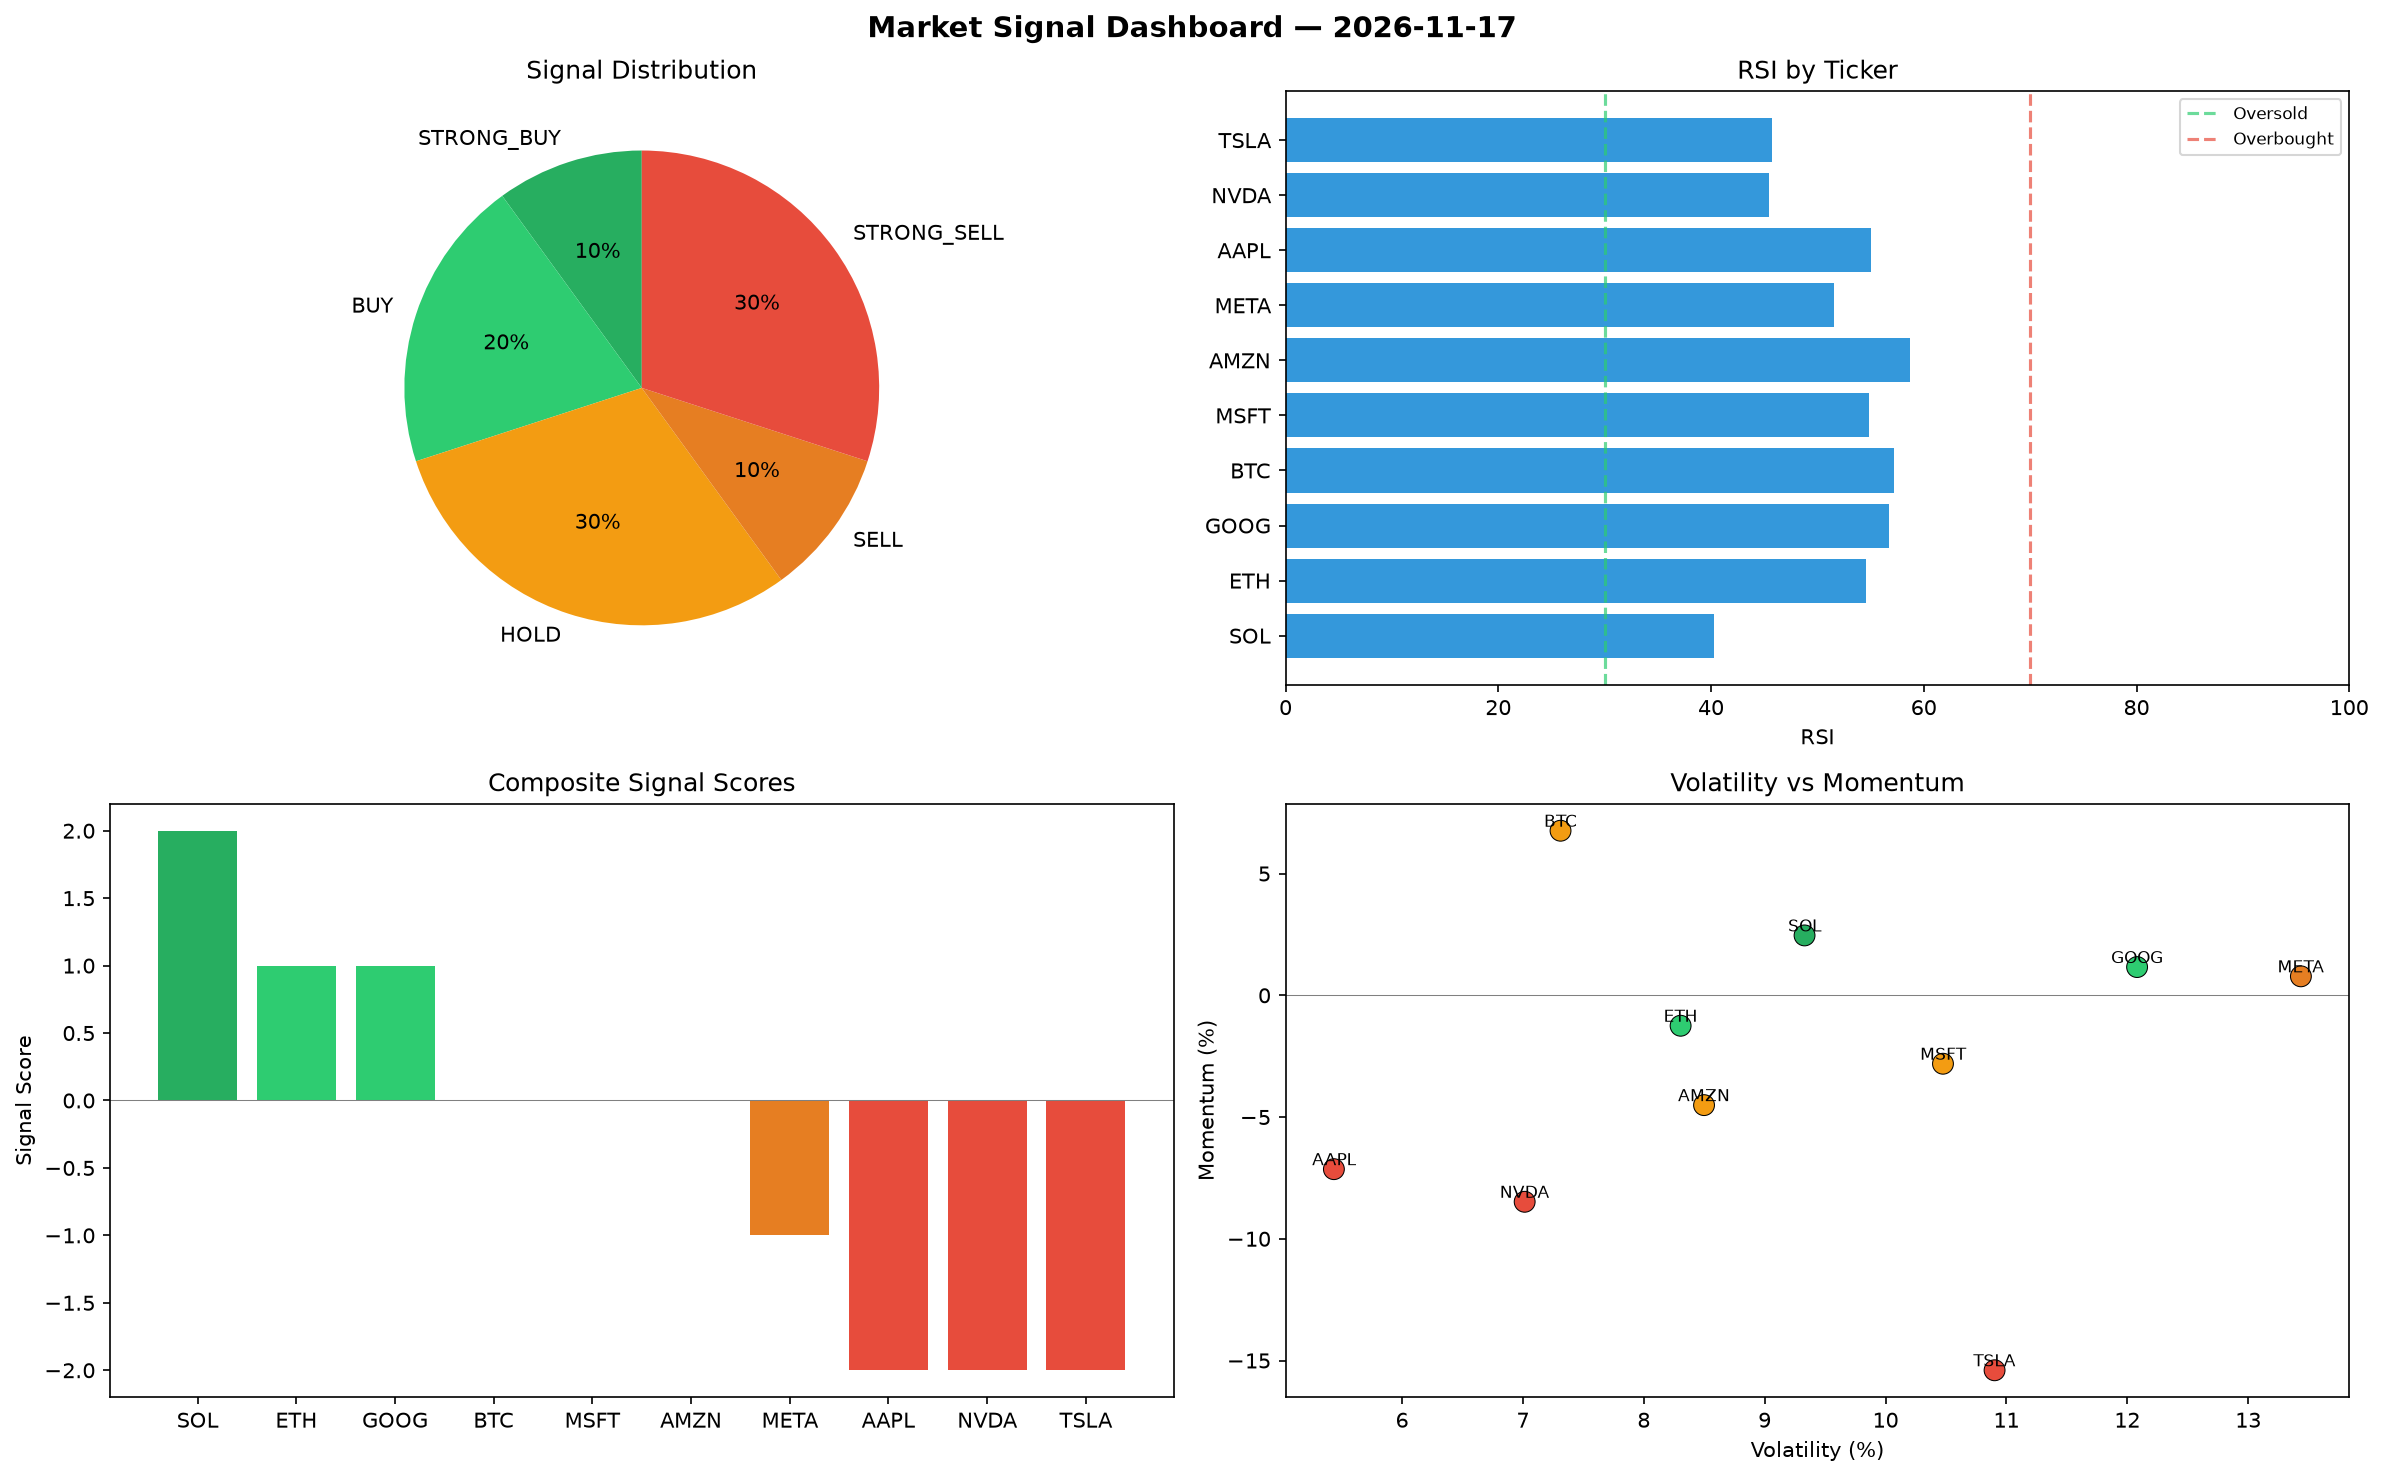 Market Signal Dashboard — 2026-11-17
Signal Distribution
STRONG_BUY
10%
BUY
20%
HOLD
30%
SELL
10%
STRONG_SELL
30%
RSI by Ticker
Oversold
Overbought
TSLA
NVDA
AAPL
META
AMZN
MSFT
BTC
GOOG
ETH
SOL
0 20 40 60 80 100
RSI
Composite Signal Scores
Signal Score
2.0
1.5
1.0
0.5
0.0
−0.5
−1.0
−1.5
−2.0
SOL ETH GOOG BTC MSFT AMZN META AAPL NVDA TSLA
Volatility vs Momentum
Momentum (%)
5
0
−5
−10
−15
BTC
SOL
GOOG
META
ETH
MSFT
AMZN
AAPL
NVDA
TSLA
6 7 8 9 10 11 12 13
Volatility (%)